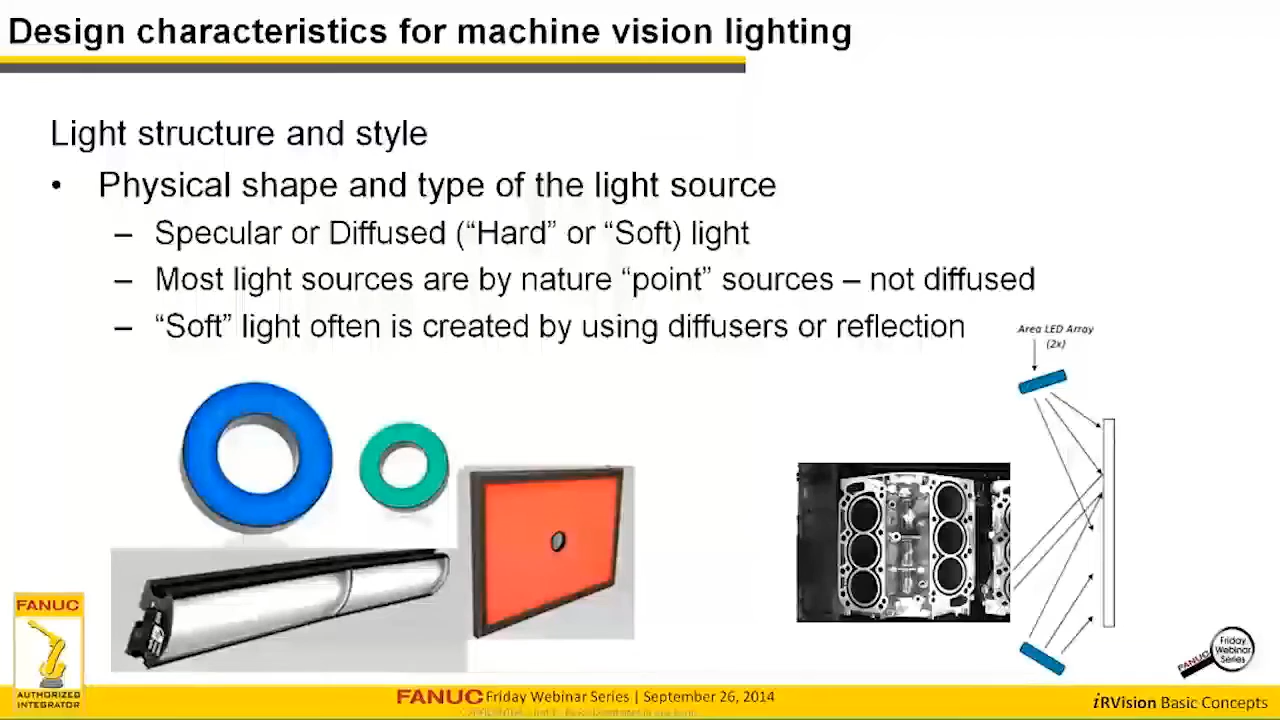 Design characteristics for machine vision lighting
Light structure and style
• Physical shape and type of the light source
– Specular or Diffused (“Hard” or “Soft) light
– Most light sources are by nature “point” sources – not diffused
– “Soft” light often is created by using diffusers or reflection
Area LED Array
(2x)
FANUC
AUTHORIZED
INTEGRATOR
FANUC Friday Webinar Series | September 26, 2014
Friday
Webinar
Series
FANUC
iRVision Basic Concepts